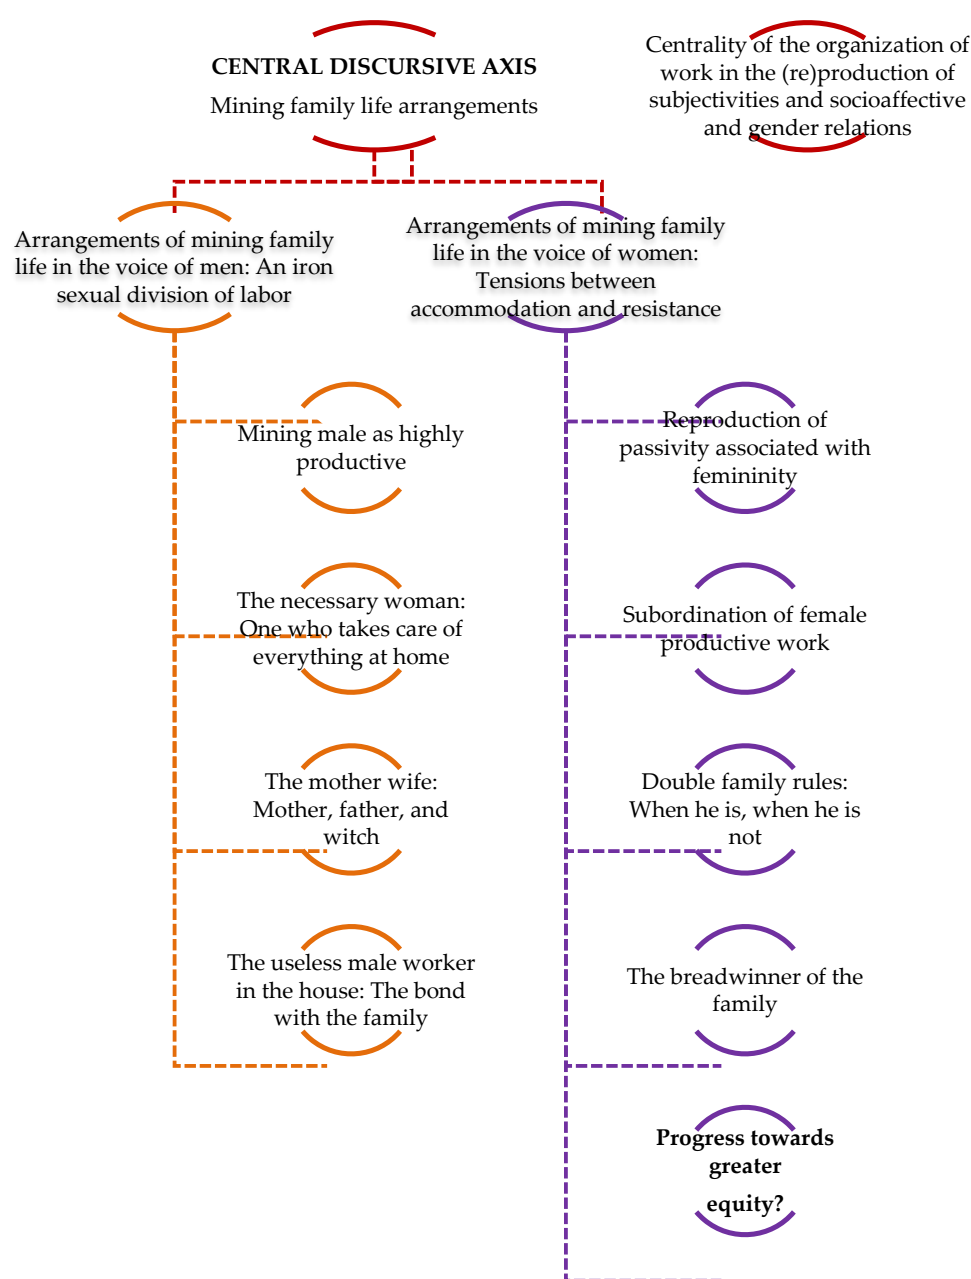 CENTRAL DISCURSIVE AXIS
Mining family life arrangements
Centrality of the organization of
work in the (re)production of
subjectivities and socioaffective
and gender relations
Arrangements of mining family
life in the voice of men: An iron
sexual division of labor
Arrangements of mining family
life in the voice of women:
Tensions between
accommodation and resistance
Mining male as highly
productive
The necessary woman:
One who takes care of
everything at home
The mother wife:
Mother, father, and
witch
The useless male worker
in the house: The bond
with the family
Reproduction of
passivity associated with
femininity
Subordination of female
productive work
Double family rules:
When he is, when he is
not
The breadwinner of the
family
Progress towards
greater
equity?